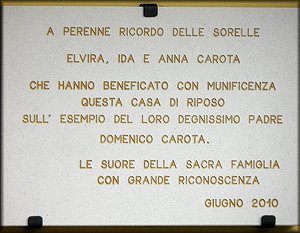 A PERENNE RICORDO DELLE SORELLE
ELVIRA, IDA E ANNA CAROTA
CHE HANNO BENEFICATO CON MUNIFICENZA
QUESTA CASA DI RIPOSO
SULL' ESEMPIO DEL LORO DEGNISSIMO PADRE
DOMENICO CAROTA.
LE SUORE DELLA SACRA FAMIGLIA
CON GRANDE RICONOSCENZA
GIUGNO 2010